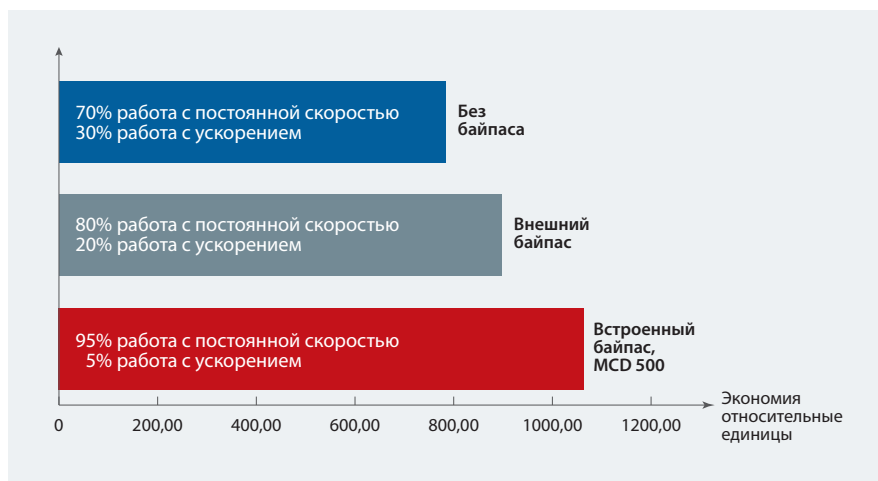 70% работа с постоянной скоростью
30% работа с ускорением
Без
байпаса
80% работа с постоянной скоростью
20% работа с ускорением
Внешний
байпас
95% работа с постоянной скоростью
5% работа с ускорением
Встроенный
байпас,
MCD 500
0 200,00 400,00 600,00 800,00 1000,00 1200,00
Экономия
относительные
единицы